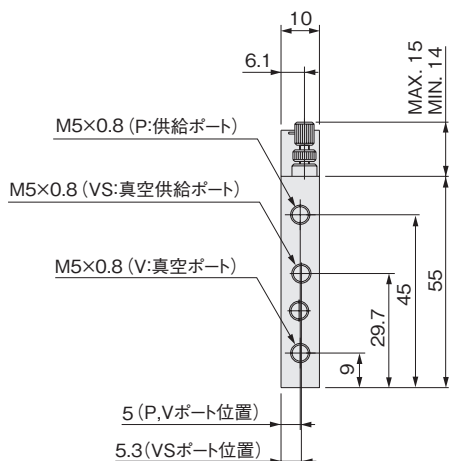 10
6.1
MAX. 15
MIN. 14
M5×0.8 (P:供給ポート)
M5×0.8 (VS:真空供給ポート)
M5×0.8 (V:真空ポート)
9
29.7
45
55
5 (P,Vポート位置)
5.3(VSポート位置)